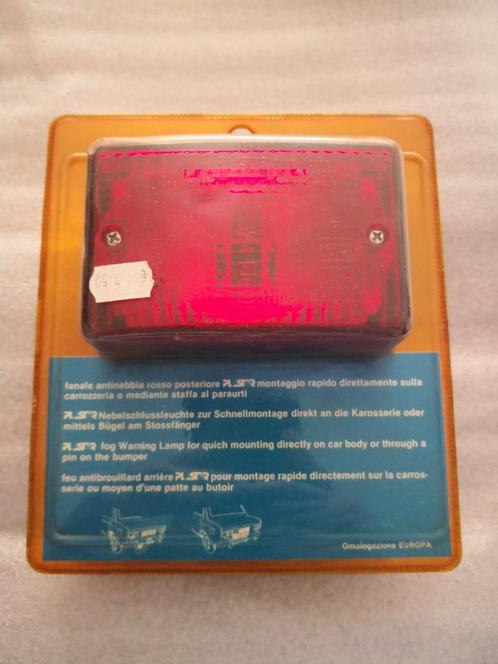 fanale antinebbia rosso posteriore montaggio rapido direttamente sulla
carrozzeria o mediante staffa al paraurti
Nebelschlussleuchte zur Schnellmontage direkt an die Karosserie oder
mittels Bügel am Stossfänger
fog Warning Lamp for quich mounting directly on car body or through a
pin on the bumper
feu antibrouillard arrière pour montage rapide directement sur la carros-
serie ou moyen d'une patte au butoir
Omologazione EUROPA